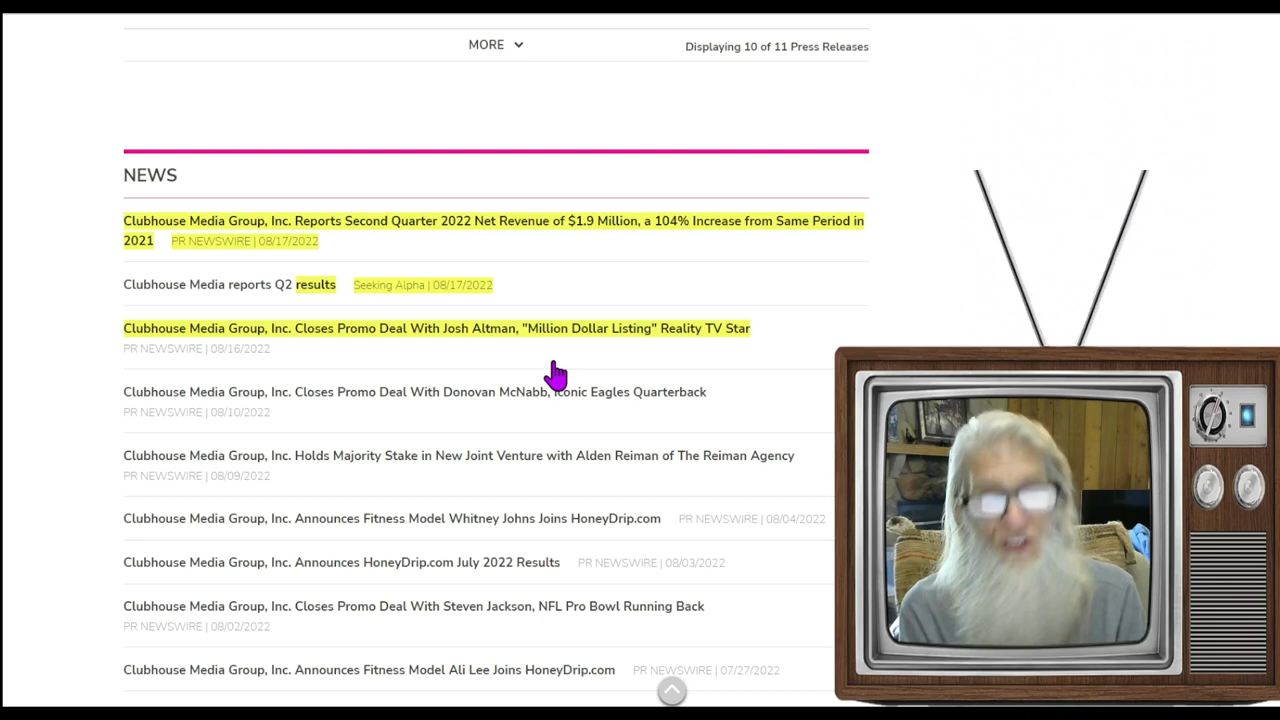 MORE
Displaying 10 of 11 Press Releases
NEWS
Clubhouse Media Group, Inc. Reports Second Quarter 2022 Net Revenue of $1.9 Million, a 104% Increase from Same Period in
2021 PR NEWSWIRE | 08/17/2022
Clubhouse Media reports Q2 results Seeking Alpha | 08/17/2022
Clubhouse Media Group, Inc. Closes Promo Deal With Josh Altman, "Million Dollar Listing" Reality TV Star
PR NEWSWIRE | 08/16/2022
Clubhouse Media Group, Inc. Closes Promo Deal With Donovan McNabb, Iconic Eagles Quarterback
PR NEWSWIRE | 08/10/2022
Clubhouse Media Group, Inc. Holds Majority Stake in New Joint Venture with Alden Reiman of The Reiman Agency
PR NEWSWIRE | 08/09/2022
Clubhouse Media Group, Inc. Announces Fitness Model Whitney Johns Joins HoneyDrip.com PR NEWSWIRE | 08/04/2022
Clubhouse Media Group, Inc. Announces HoneyDrip.com July 2022 Results PR NEWSWIRE | 08/03/2022
Clubhouse Media Group, Inc. Closes Promo Deal With Steven Jackson, NFL Pro Bowl Running Back
PR NEWSWIRE | 08/02/2022
Clubhouse Media Group, Inc. Announces Fitness Model Ali Lee Joins HoneyDrip.com PR NEWSWIRE | 07/27/2022